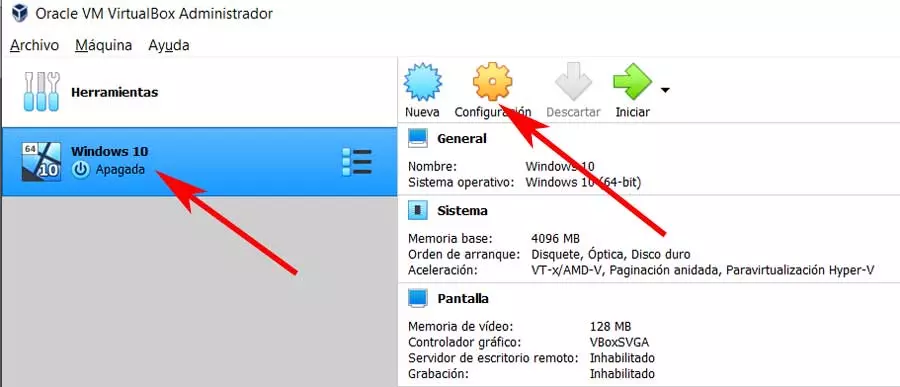 Oracle VM VirtualBox Administrador
Archivo Máquina Ayuda
Herramientas
Nueva Configuración Descartar Iniciar
64
10
Windows 10
Apagada
General
Nombre: Windows 10
Sistema operativo: Windows 10 (64-bit)
Sistema
Memoria base: 4096 MB
Orden de arranque: Disquete, Óptica, Disco duro
Aceleración: VT-x/AMD-V, Paginación anidada, Paravirtualización Hyper-V
Pantalla
Memoria de vídeo: 128 MB
Controlador gráfico: VBoxSVGA
Servidor de escritorio remoto: Inhabilitado
Grabación: Inhabilitado